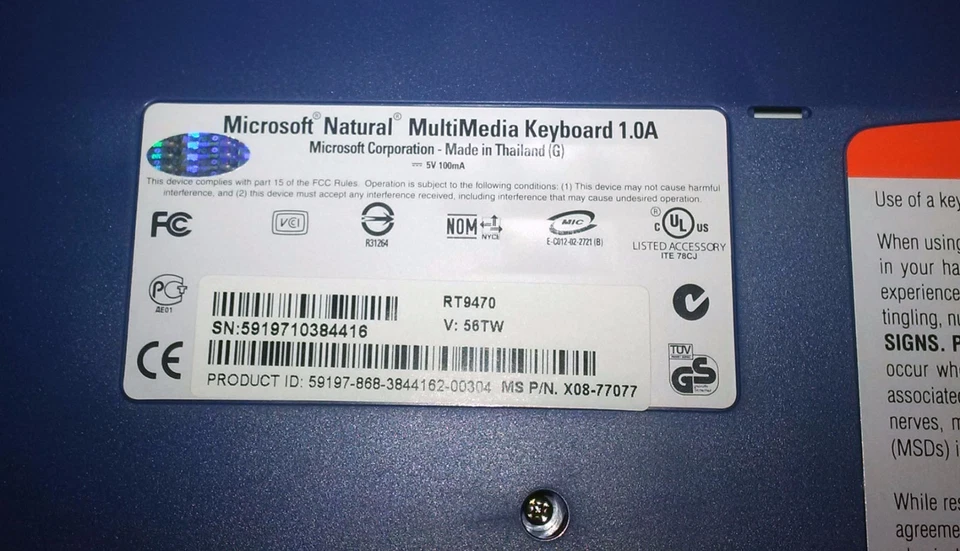 Microsoft® Natural® MultiMedia Keyboard 1.0A
Microsoft Corporation - Made in Thailand (G)
5V 100mA
This device complies with part 15 of the FCC Rules. Operation is subject to the following conditions: (1) This device may not cause harmful
interference, and (2) this device must accept any interference received, including interference that may cause undesired operation.
FC
VCI
R31264
NOM
NYCE
MIC
E-C012-02-2721 (B)
® c UL us
LISTED ACCESSORY
ITE 78CJ
PCT
ДЕ01
RT9470
SN:5919710384416
V: 56TW
CE
PRODUCT ID: 59197-868-3844162-00304 MS P/N. X08-77077
TUV
GS
Use of a key
When using
in your ha
experience
tingling, nu
SIGNS. P
occur whe
associated
nerves, m
(MSDs) i
While res
agreeme